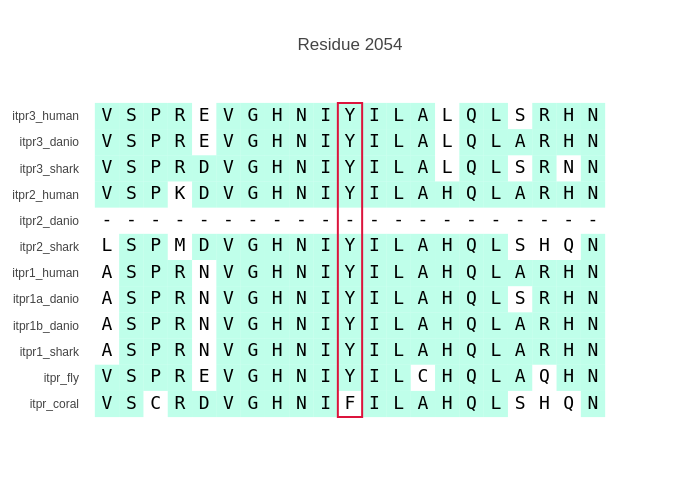 Residue 2054
itpr3_human V S P R E V G H N I Y I L A L Q L S R H N
itpr3_danio V S P R E V G H N I Y I L A L Q L A R H N
itpr3_shark V S P R D V G H N I Y I L A L Q L S R N N
itpr2_human V S P K D V G H N I Y I L A H Q L A R H N
itpr2_danio - - - - - - - - - - - - - - - - - - - - -
itpr2_shark L S P M D V G H N I Y I L A H Q L S H Q N
itpr1_human A S P R N V G H N I Y I L A H Q L A R H N
itpr1a_danio A S P R N V G H N I Y I L A H Q L S R H N
itpr1b_danio A S P R N V G H N I Y I L A H Q L A R H N
itpr1_shark A S P R N V G H N I Y I L A H Q L A R H N
itpr_fly V S P R E V G H N I Y I L C H Q L A Q H N
itpr_coral V S C R D V G H N I F I L A H Q L S H Q N